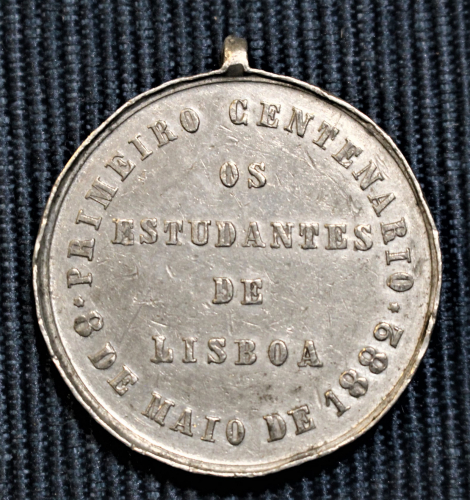 PRIMEIRO CENTENARIO
OS
ESTUDANTES
DE
LISBOA
* 8 DE MAIO DE 1882 *